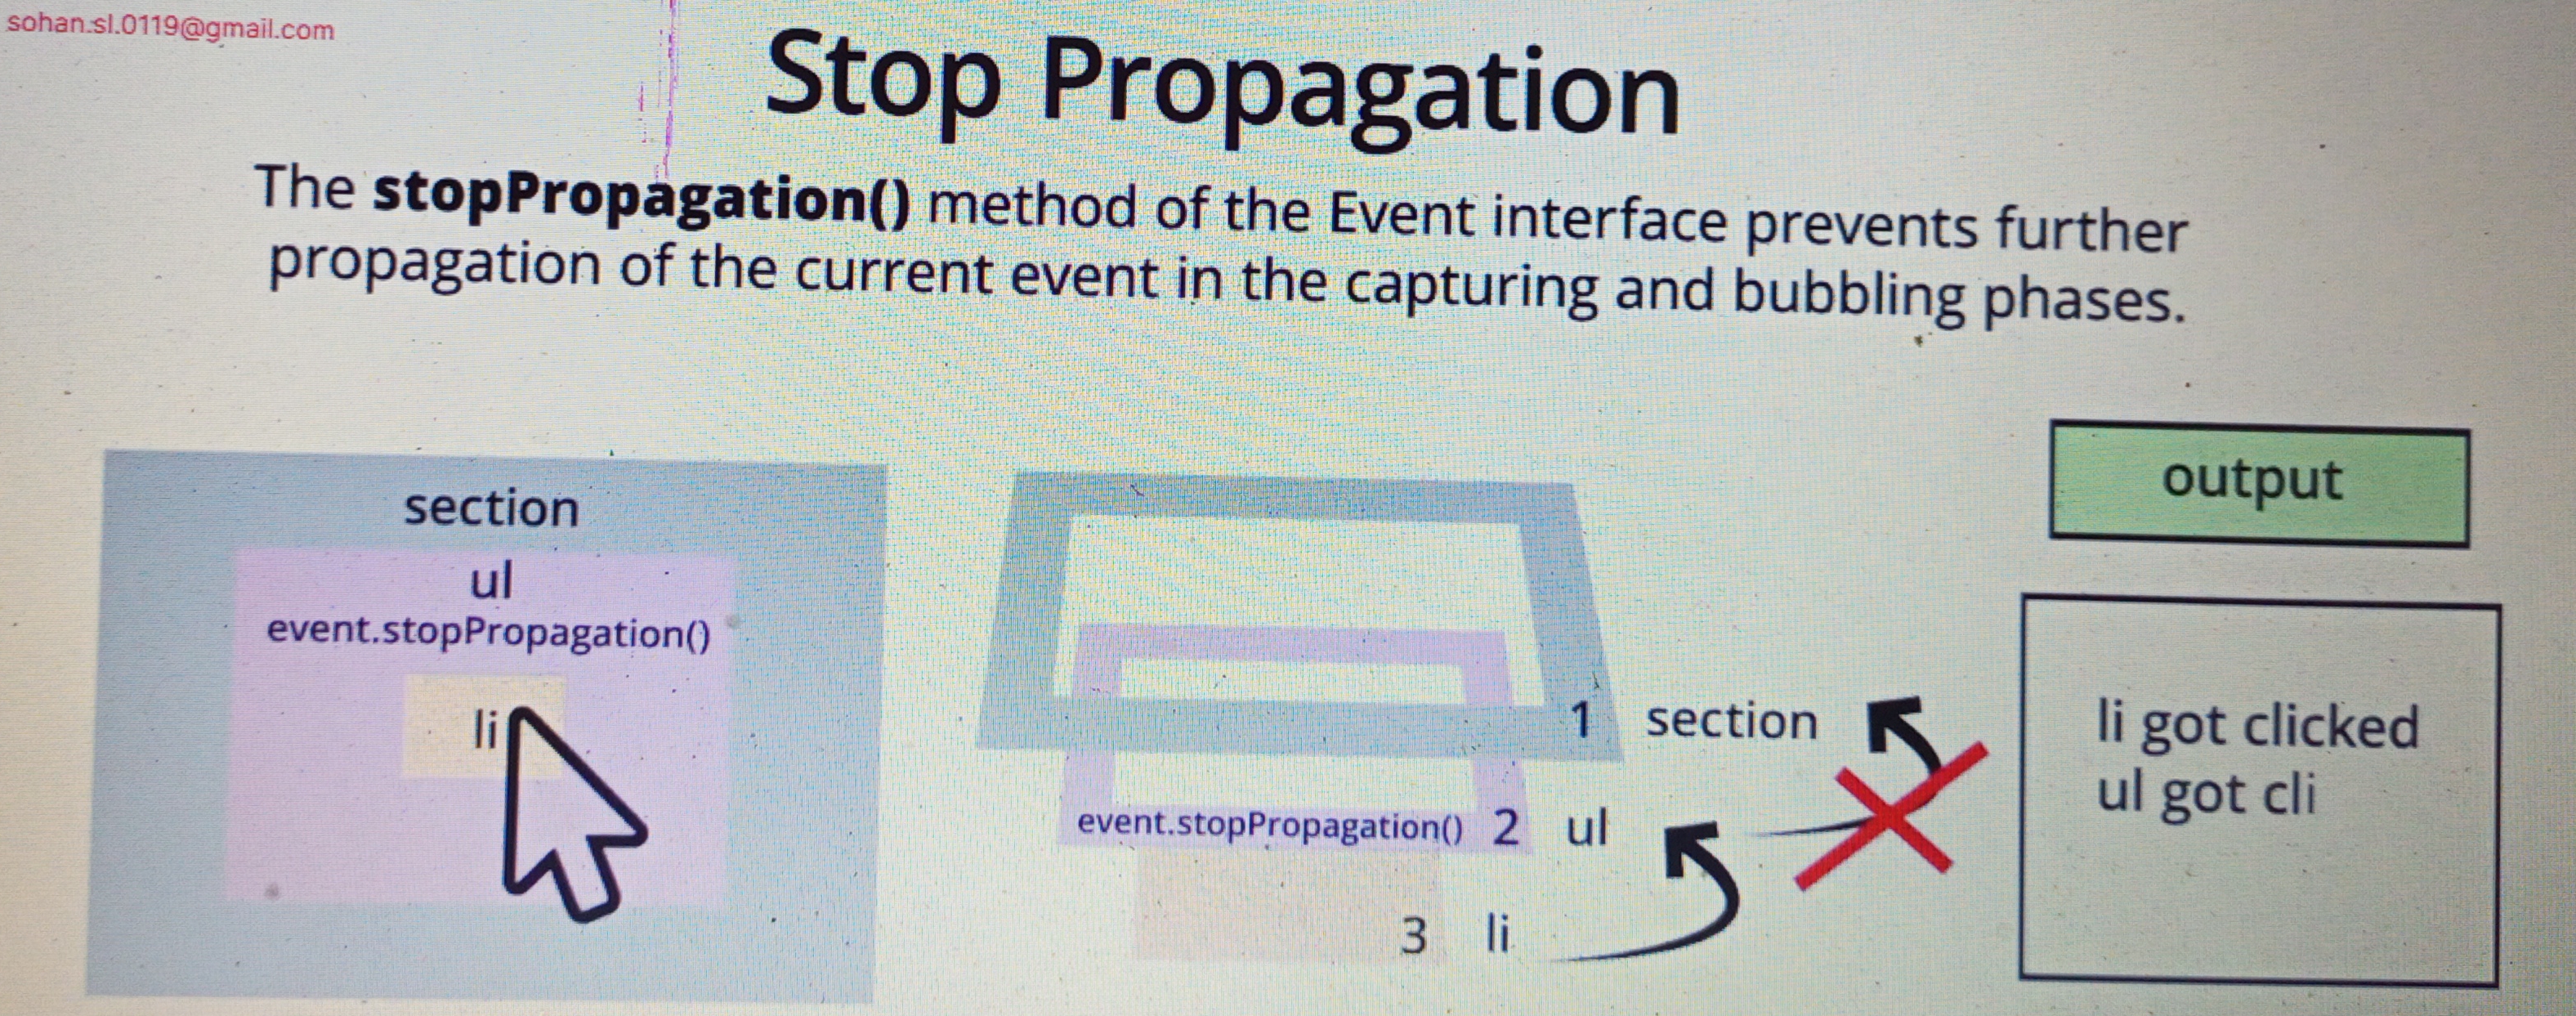 sohan.sl.0119@gmail.com
Stop Propagation
The stopPropagation() method of the Event interface prevents further
propagation of the current event in the capturing and bubbling phases.
section
ul
event.stopPropagation()
li
1 section
event.stopPropagation() 2 ul
3 li
output
li got clicked
ul got cli